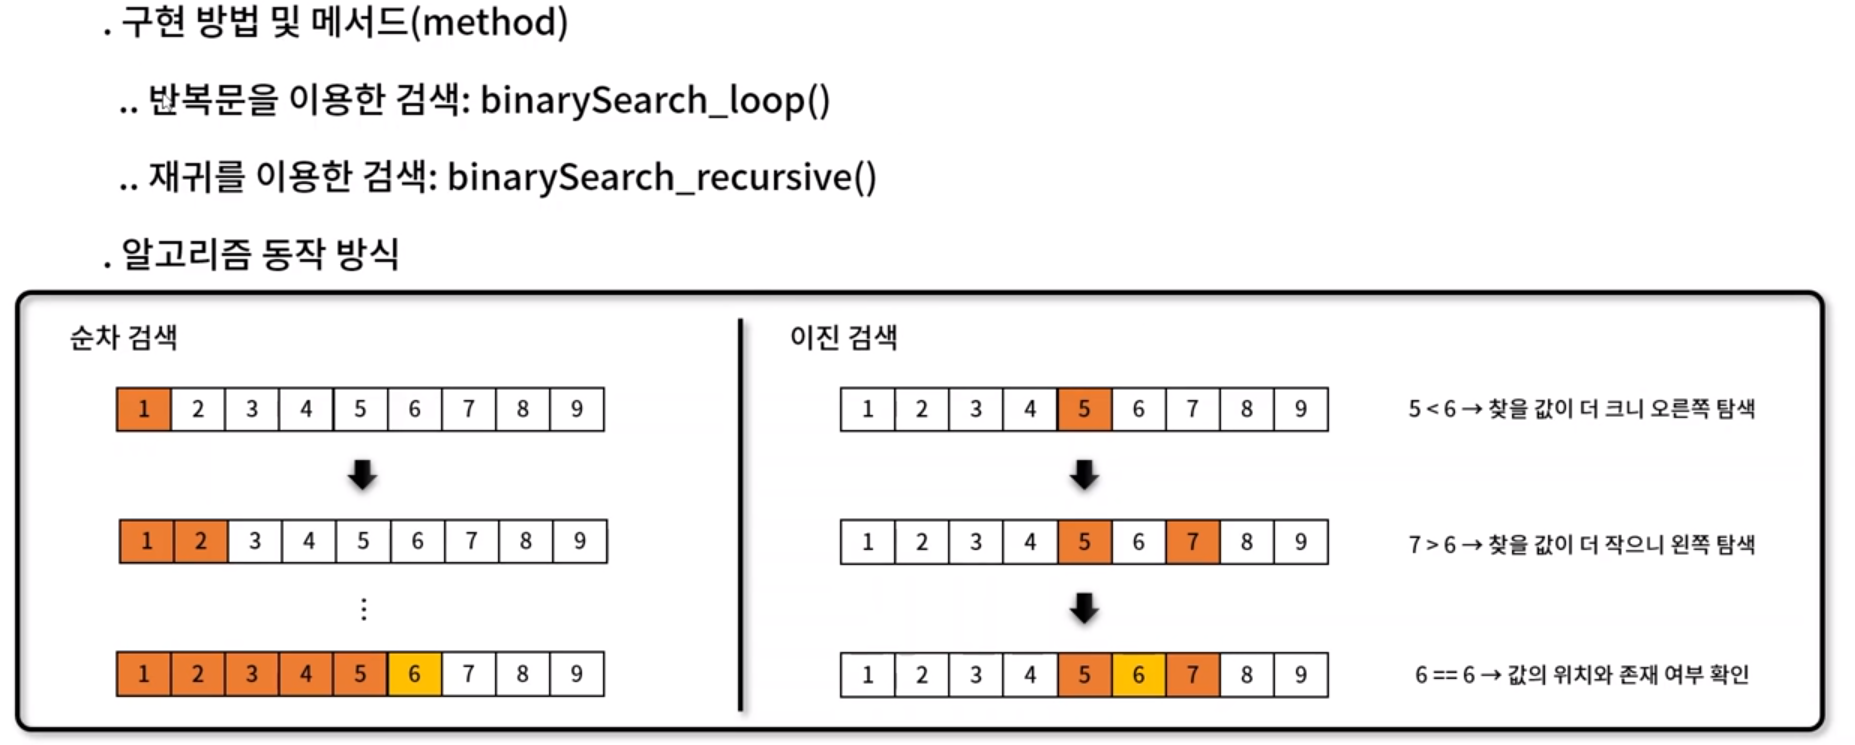 . 구현 방법 및 메서드(method)
.. 반복문을 이용한 검색: binarySearch_loop()
.. 재귀를 이용한 검색: binarySearch_recursive()
. 알고리즘 동작 방식
순차 검색
1 2 3 4 5 6 7 8 9
1 2 3 4 5 6 7 8 9
⋮
1 2 3 4 5 6 7 8 9
이진 검색
1 2 3 4 5 6 7 8 9 5 < 6 → 찾을 값이 더 크니 오른쪽 탐색
1 2 3 4 5 6 7 8 9 7 > 6 → 찾을 값이 더 작으니 왼쪽 탐색
1 2 3 4 5 6 7 8 9 6 == 6 → 값의 위치와 존재 여부 확인